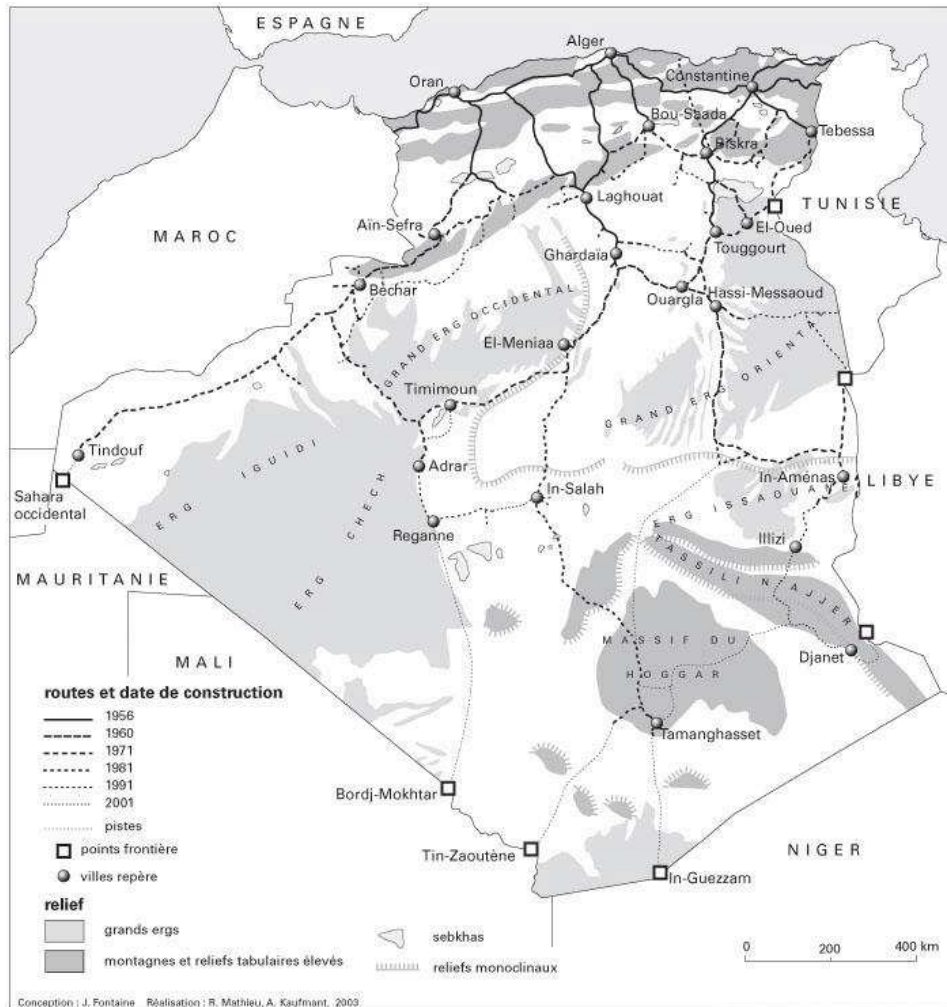 ESPAGNE
Alger
Oran
Constantine
Bou-Saada
Tebessa
Biskra
TUNISIE
Laghouat
MAROC
Aïn-Sefra
El-Oued
Touggourt
Ghardaïa
Béchar
Ouargla
Hassi-Messaoud
GRAND ERG OCCIDENTAL
El-Meniaa
GRAND ERG ORIENTAL
Timimoun
Tindouf
ERG IGUIDI
Adrar
In-Aménas
LIBYE
Sahara
occidental
ERG CHECH
In-Salah
ERG ISSAOUANE
Reganne
Illizi
MAURITANIE
TASSILI N'AJJER
MASSIF DU
HOGGAR
Djanet
MALI
Tamanghasset
routes et date de construction
1956
1960
1971
1981
1991
2001
pistes
points frontière
villes repère
Bordj-Mokhtar
Tin-Zaoutène
NIGER
In-Guezzam
relief
grands ergs
montagnes et reliefs tabulaires élevés
sebkhas
reliefs monoclinaux
0 200 400 km
Conception : J. Fontaine Réalisation : R. Mathieu, A. Kaufmant, 2003